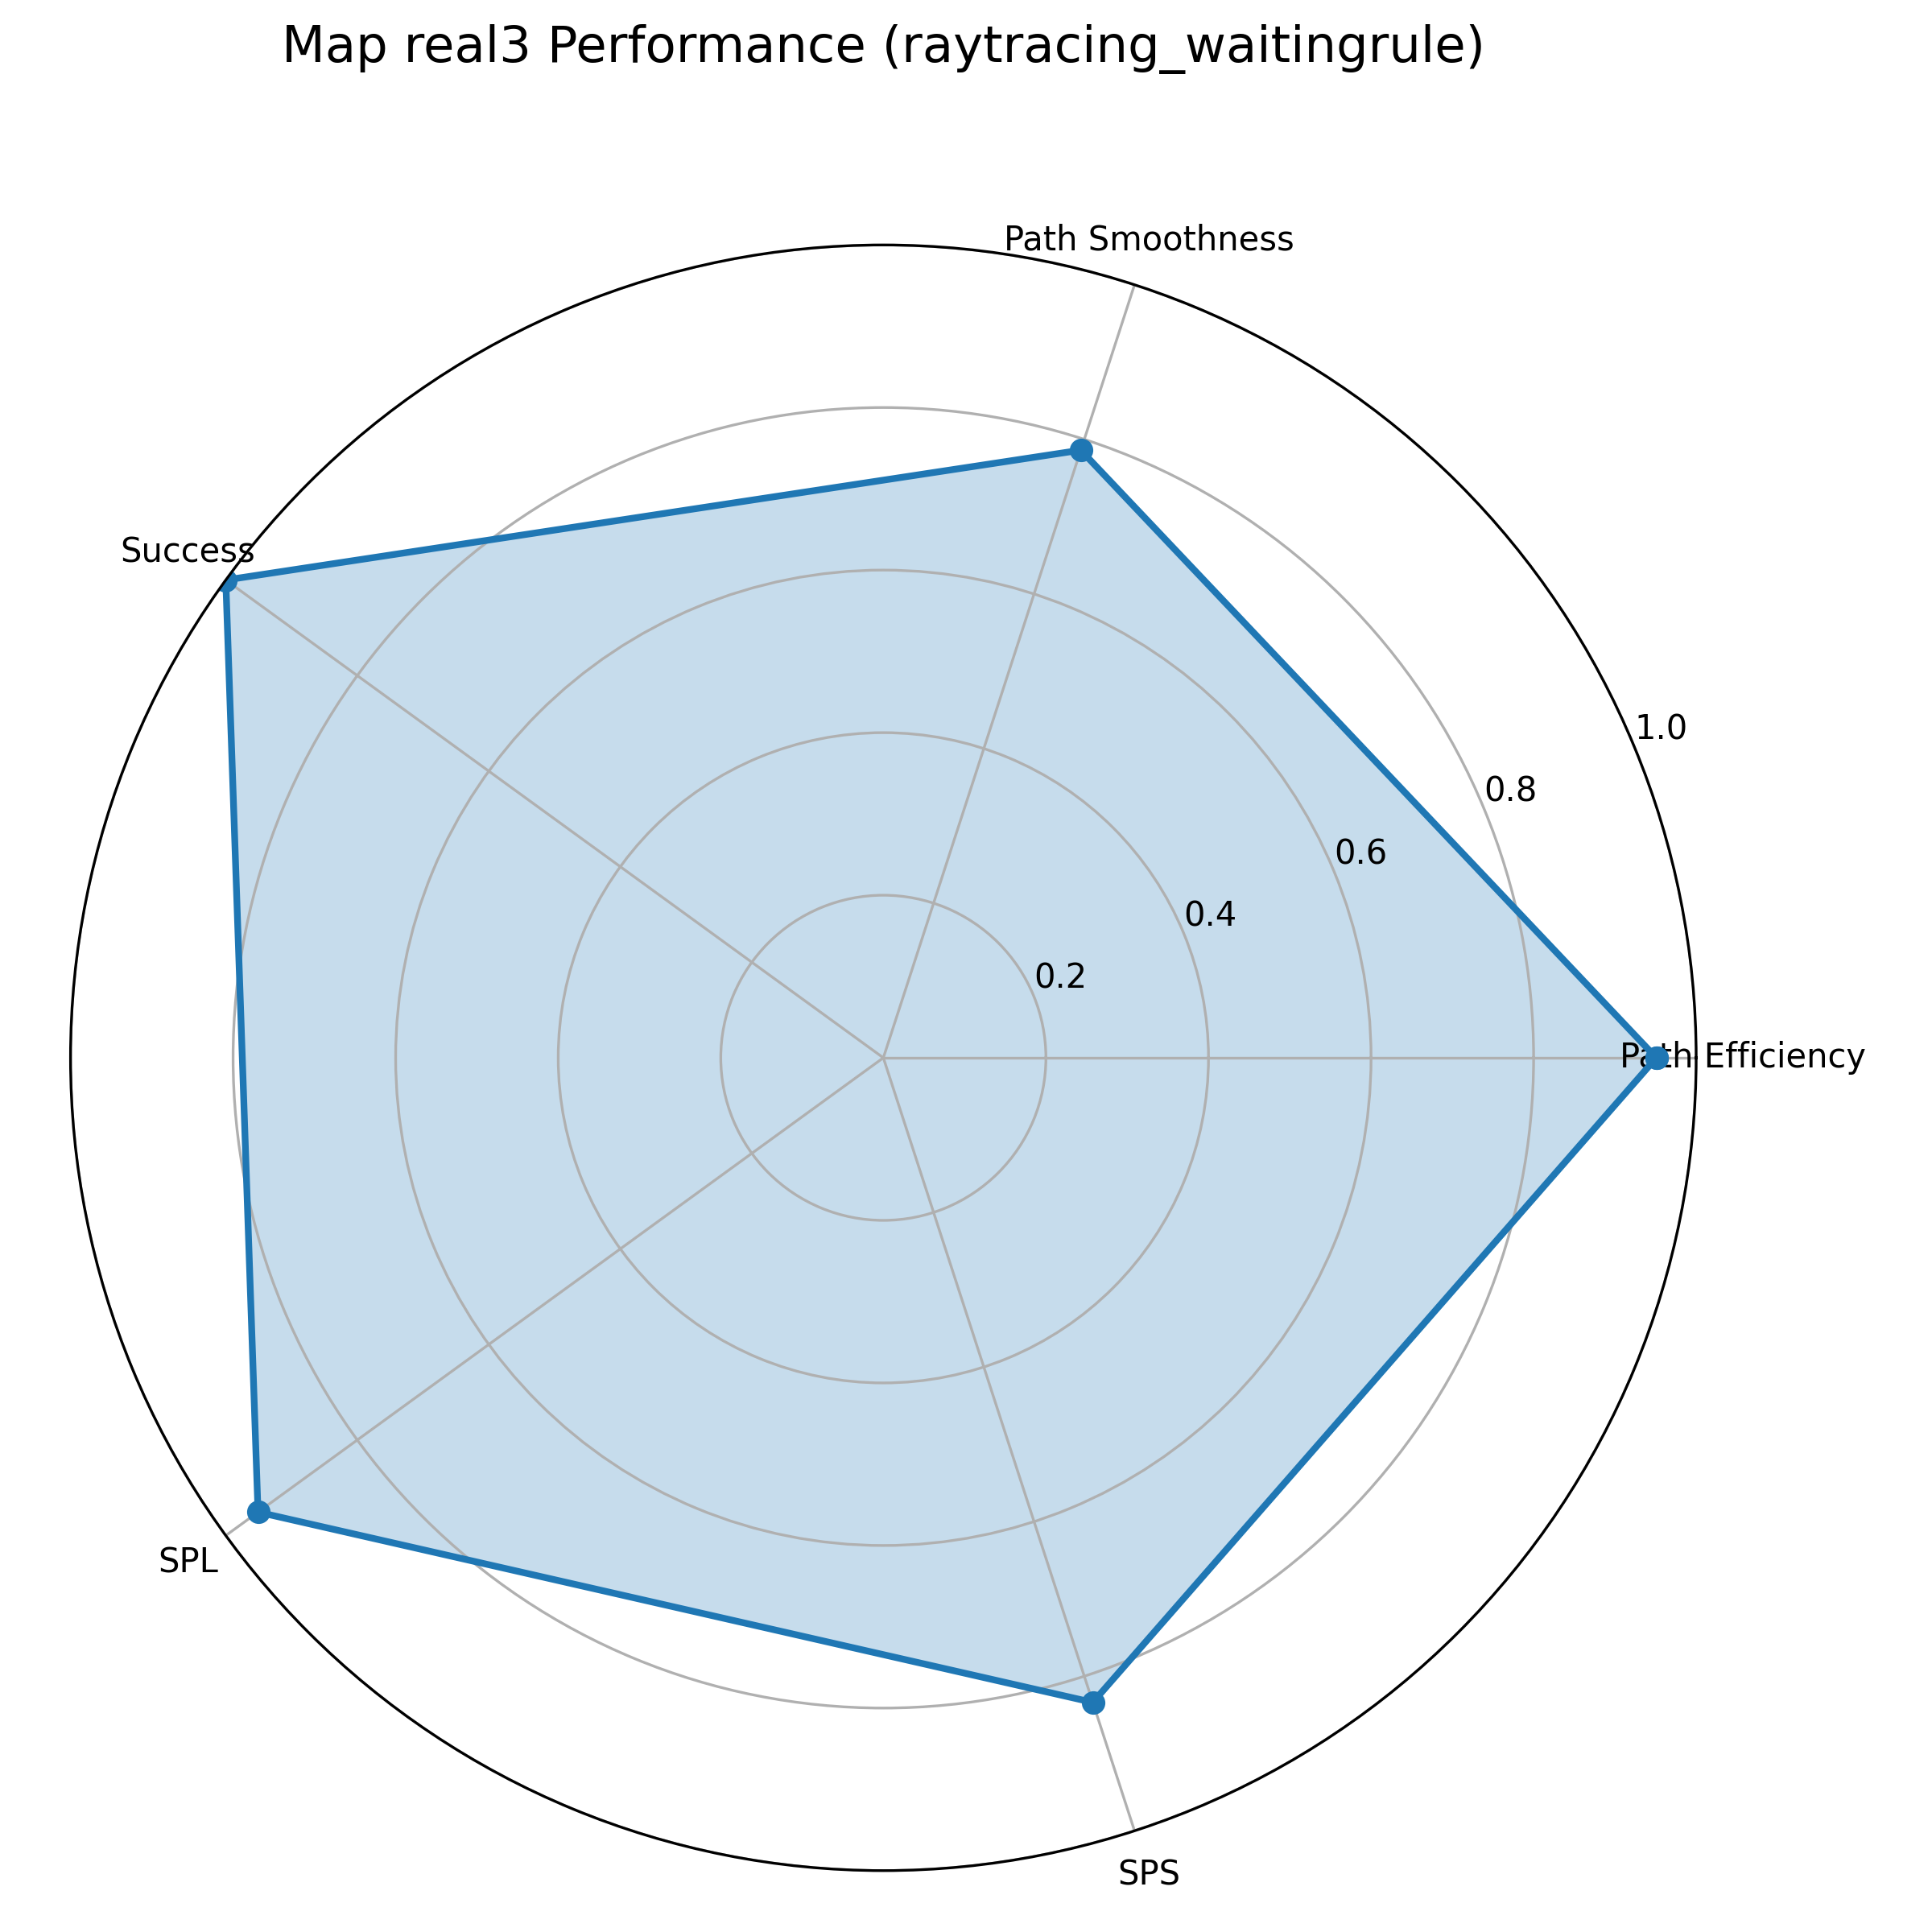 Map real3 Performance (raytracing_waitingrule)
Path Smoothness
Success
1.0
0.8
0.6
0.4
0.2
Path Efficiency
SPL
SPS